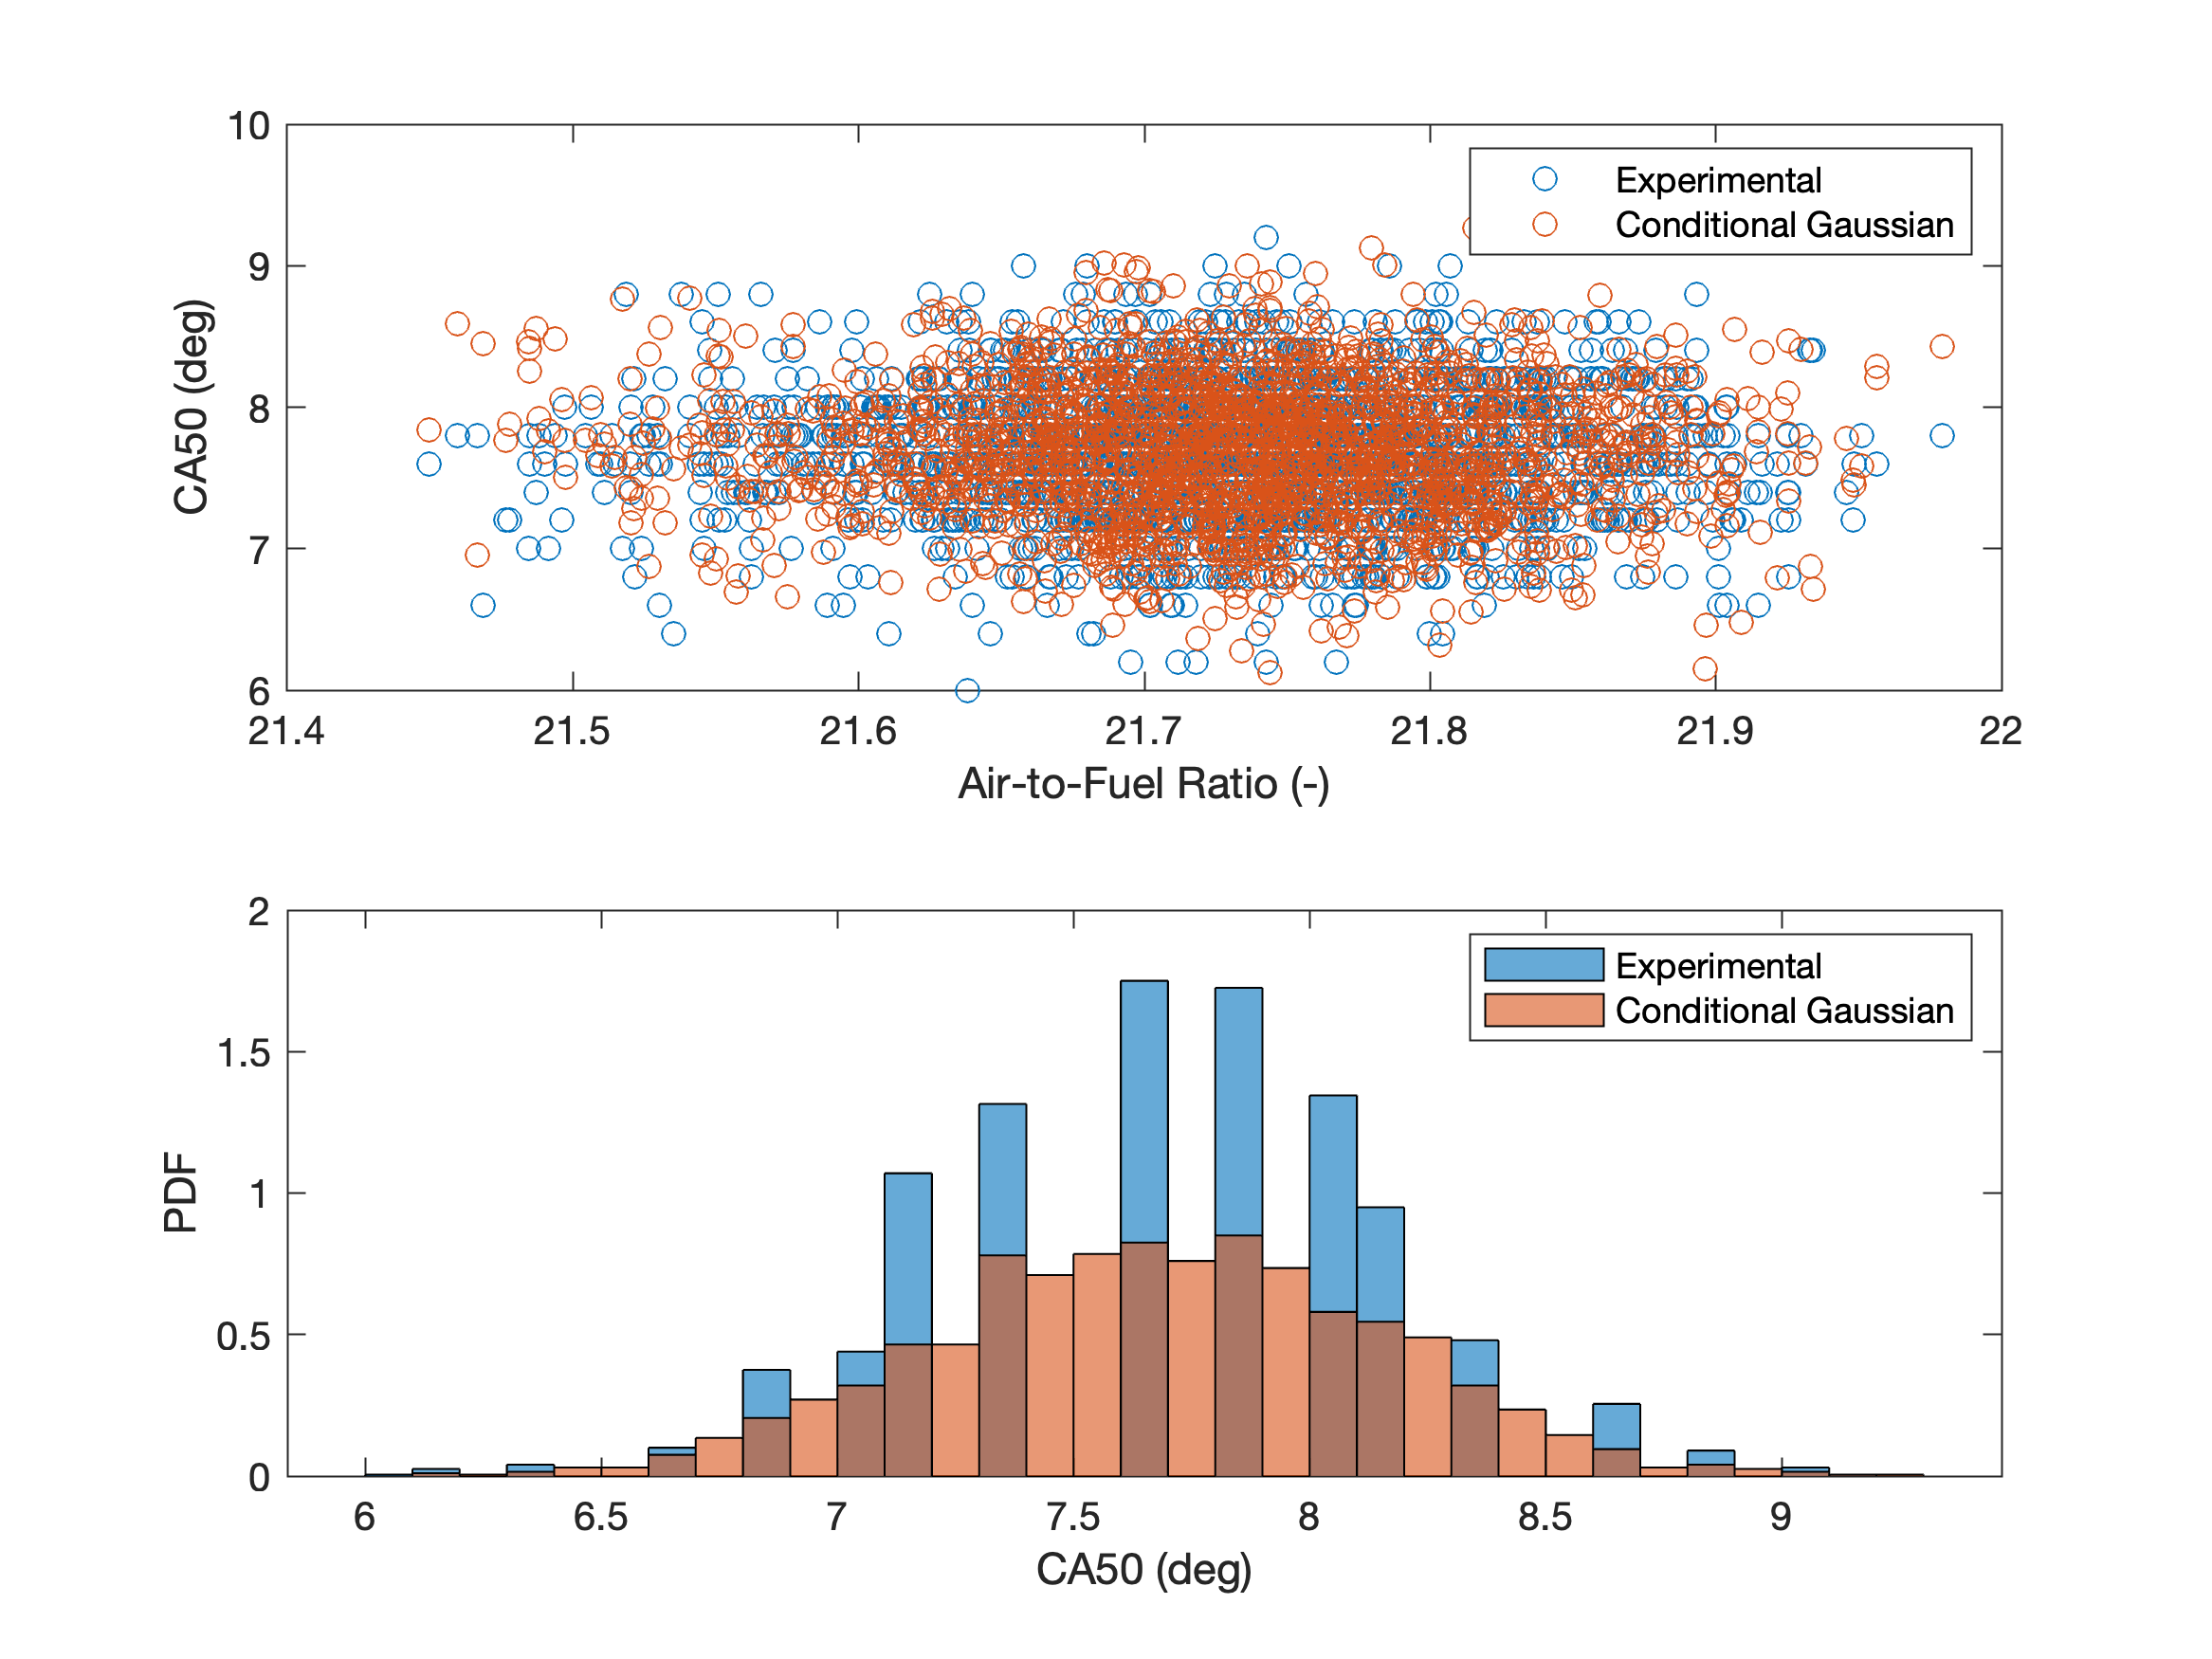 10
9
8
7
6
CA50 (deg)
Experimental
Conditional Gaussian
21.4 21.5 21.6 21.7 21.8 21.9 22
Air-to-Fuel Ratio (-)
2
1.5
1
0.5
0
PDF
Experimental
Conditional Gaussian
6 6.5 7 7.5 8 8.5 9
CA50 (deg)